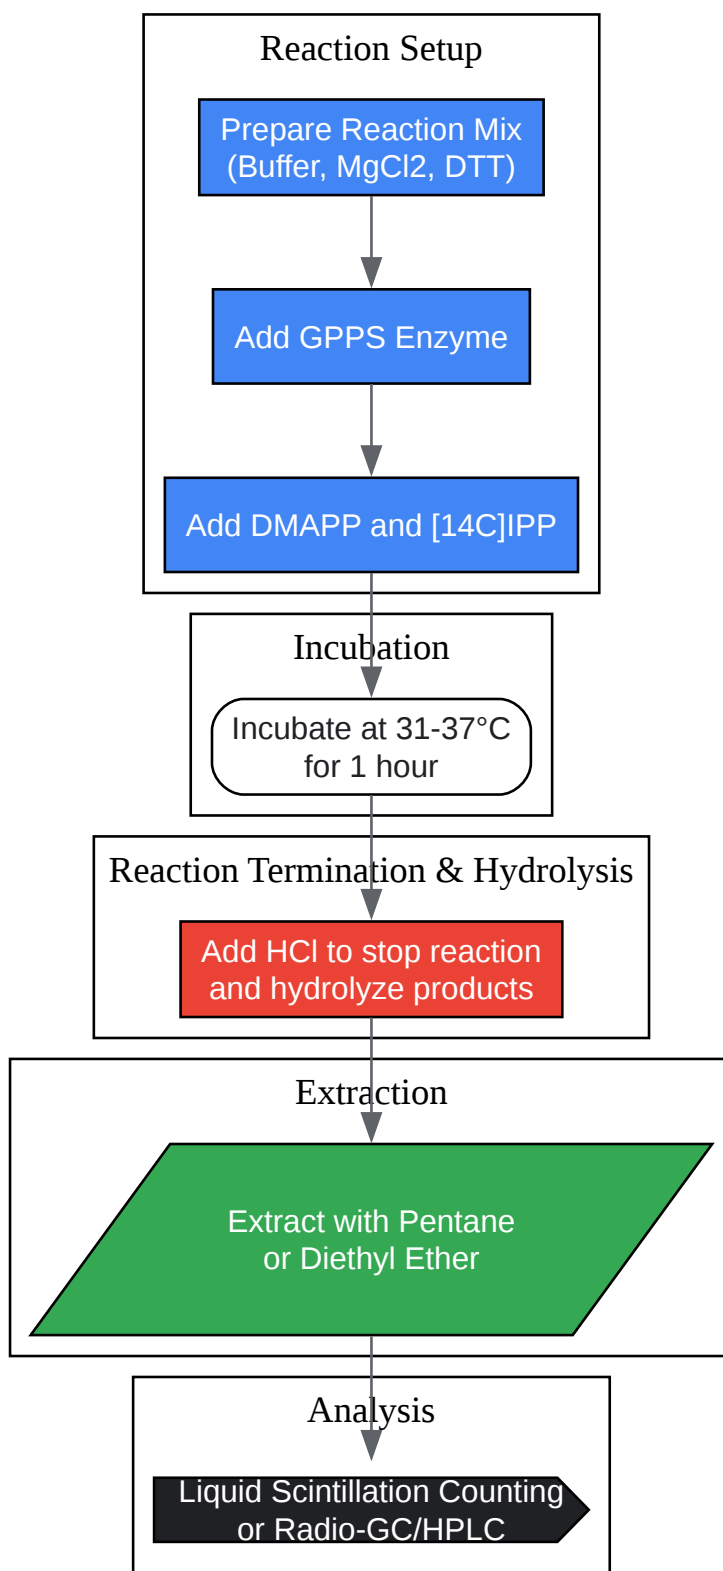 Reaction Setup
Prepare Reaction Mix
(Buffer, MgCl2, DTT)
Add GPPS Enzyme
Add DMAPP and [14C]IPP
Incubation
Incubate at 31-37°C
for 1 hour
Reaction Termination & Hydrolysis
Add HCl to stop reaction
and hydrolyze products
Extraction
Extract with Pentane
or Diethyl Ether
Analysis
Liquid Scintillation Counting
or Radio-GC/HPLC